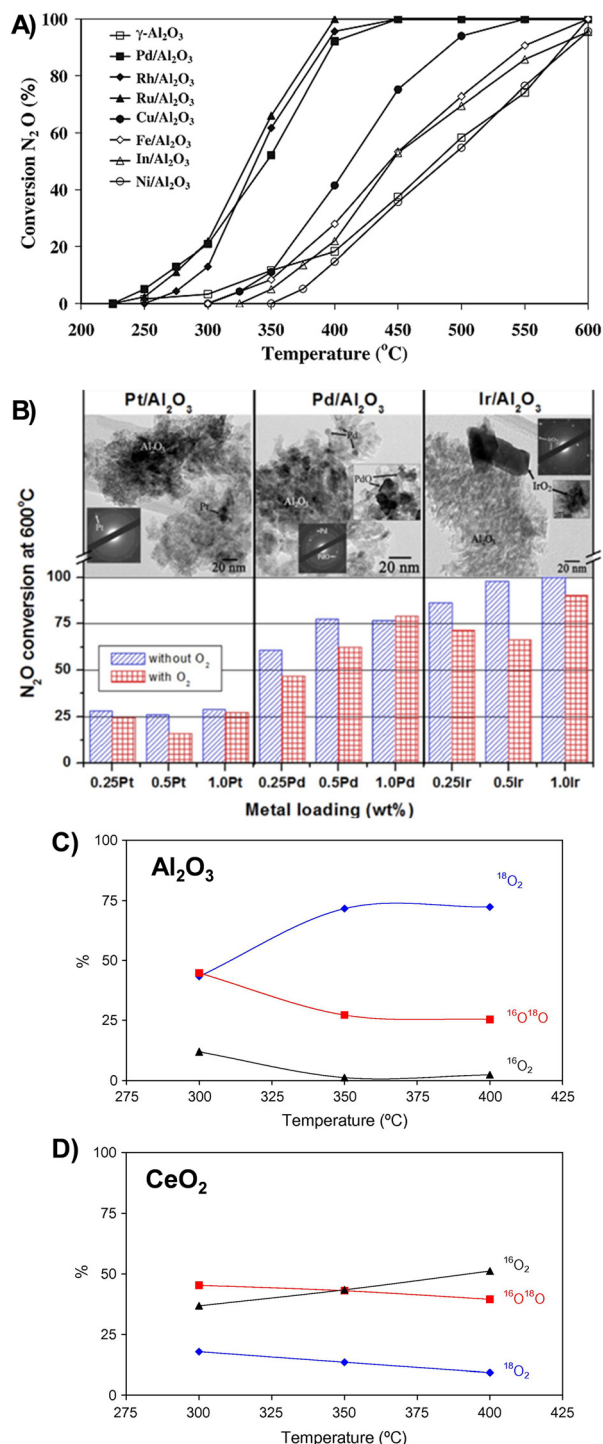 A)
Conversion N₂O (%)
100
80
60
40
20
0
γ-Al₂O₃
Pd/Al₂O₃
Rh/Al₂O₃
Ru/Al₂O₃
Cu/Al₂O₃
Fe/Al₂O₃
In/Al₂O₃
Ni/Al₂O₃
200 250 300 350 400 450 500 550 600
Temperature (°C)
B)
Pt/Al₂O₃ Pd/Al₂O₃ Ir/Al₂O₃
Al₂O₃
Pt
Pt
20 nm
Pd
PdO
Al₂O₃
Pd
PdO
20 nm
IrO₂
Al₂O₃
20 nm
N₂O conversion at 600°C
100
75
50
25
0
without O₂
with O₂
0.25Pt 0.5Pt 1.0Pt 0.25Pd 0.5Pd 1.0Pd 0.25Ir 0.5Ir 1.0Ir
Metal loading (wt%)
C)
Al₂O₃
%
100
75
50
25
0
¹⁸O₂
¹⁶O¹⁸O
¹⁶O₂
275 300 325 350 375 400 425
Temperature (ºC)
D)
CeO₂
%
100
75
50
25
0
¹⁶O₂
¹⁶O¹⁸O
¹⁸O₂
275 300 325 350 375 400 425
Temperature (ºC)